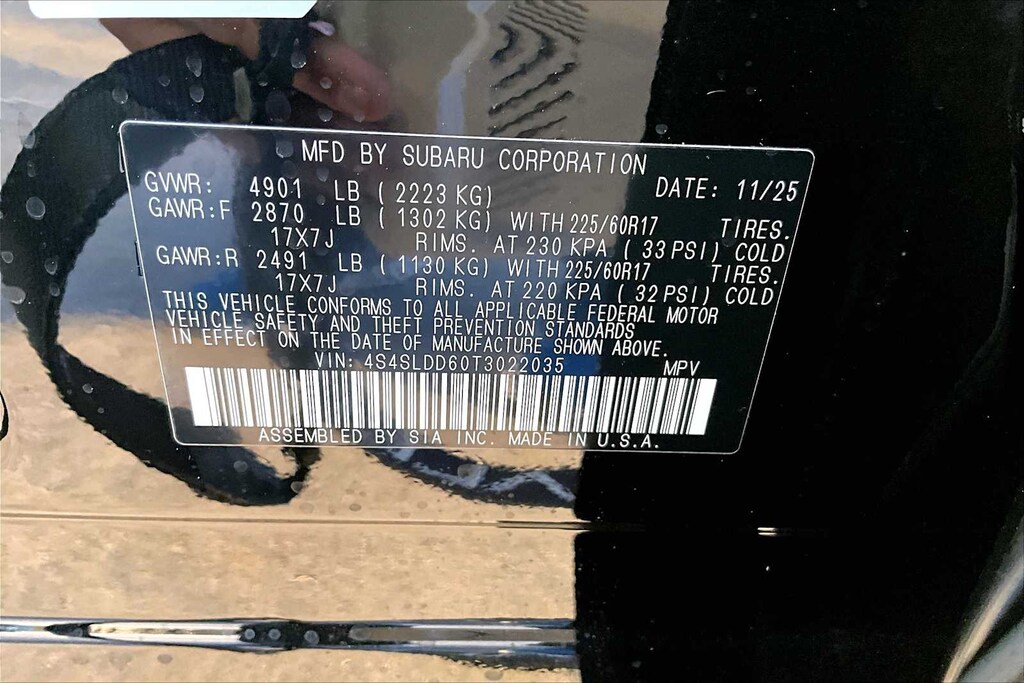 MFD BY SUBARU CORPORATION
GVWR: 4901 LB ( 2223 KG) DATE: 11/25
GAWR:F 2870 LB ( 1302 KG) WITH 225/60R17 TIRES.
17X7J RIMS. AT 230 KPA ( 33 PSI) COLD
GAWR:R 2491 LB ( 1130 KG) WITH 225/60R17 TIRES.
17X7J RIMS. AT 220 KPA ( 32 PSI) COLD
THIS VEHICLE CONFORMS TO ALL APPLICABLE FEDERAL MOTOR
VEHICLE SAFETY AND THEFT PREVENTION STANDARDS
IN EFFECT ON THE DATE OF MANUFACTURE SHOWN ABOVE.
VIN: 4S4SLDD60T3022035 MPV
ASSEMBLED BY SIA INC. MADE IN U.S.A.